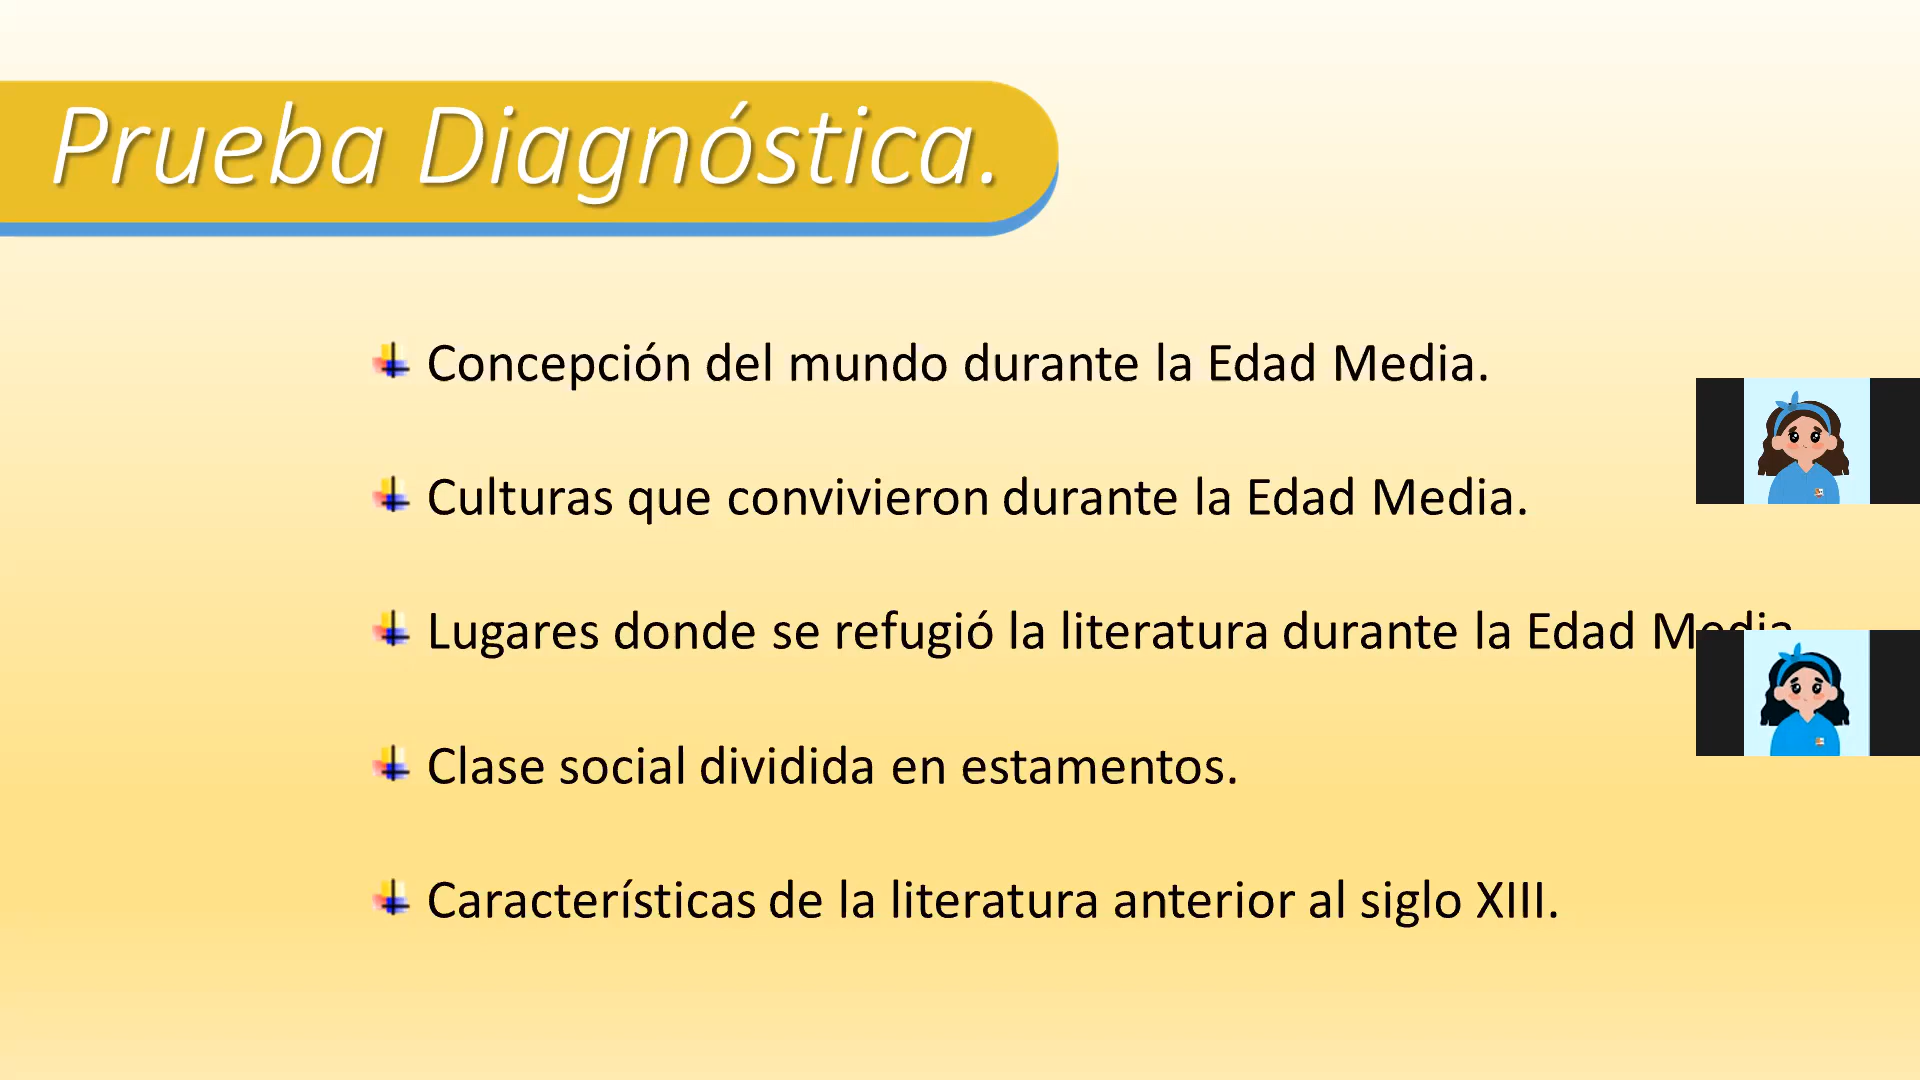 Prueba Diagnóstica.
Concepción del mundo durante la Edad Media.
Culturas que convivieron durante la Edad Media.
Lugares donde se refugió la literatura durante la Edad Media
Clase social dividida en estamentos.
Características de la literatura anterior al siglo XIII.